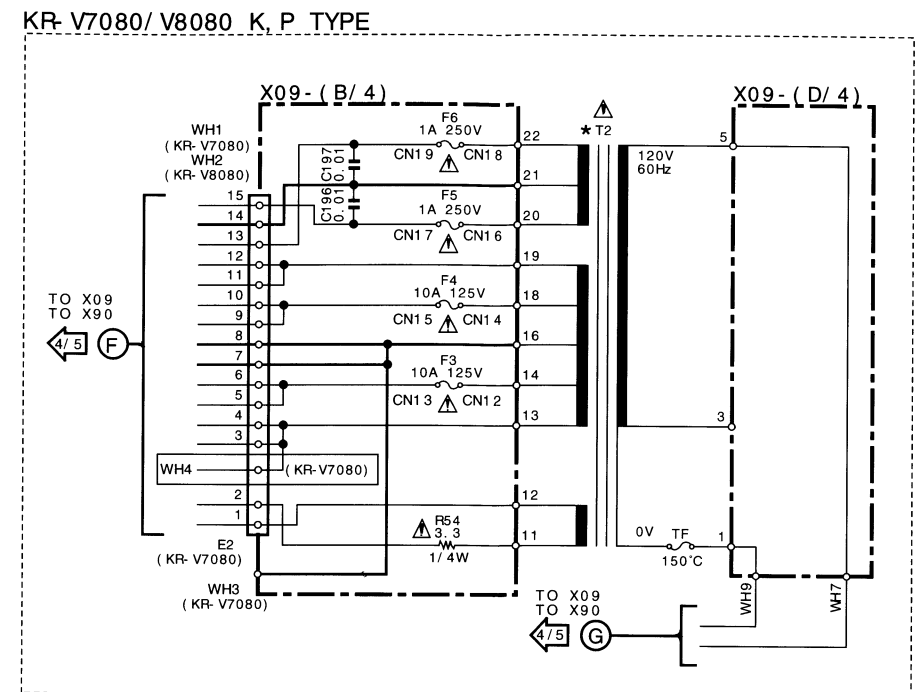 KR-V7080/V8080 K,P TYPE
X09-(B/4)
X09-(D/4)
WH1
(KR-V7080)
WH2
(KR-V8080)
F6
1A 250V
CN19
CN18
22
* T2
5
120V
60Hz
C197
0.01
21
C196
0.01
F5
1A 250V
CN17
CN16
20
15
14
13
12
11
10
9
8
7
6
5
4
3
19
F4
10A 125V
18
CN15
CN14
16
F3
10A 125V
14
CN13
CN12
13
3
TO X09
TO X90
4/5
F
WH4
(KR-V7080)
2
1
12
R54
3.3
1/4W
11
0V
TF
150°C
1
E2
(KR-V7080)
WH3
(KR-V7080)
WH9
WH7
TO X09
TO X90
4/5
G